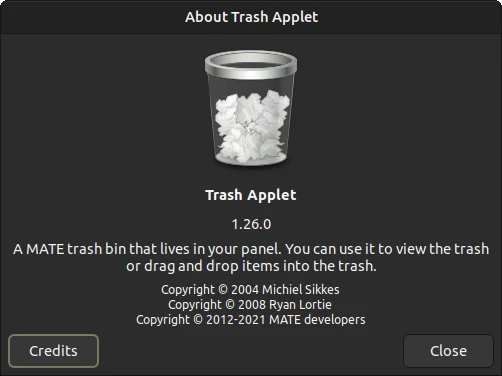 About Trash Applet
Trash Applet
1.26.0
A MATE trash bin that lives in your panel. You can use it to view the trash
or drag and drop items into the trash.
Copyright © 2004 Michiel Sikkes
Copyright © 2008 Ryan Lortie
Copyright © 2012-2021 MATE developers
Credits
Close